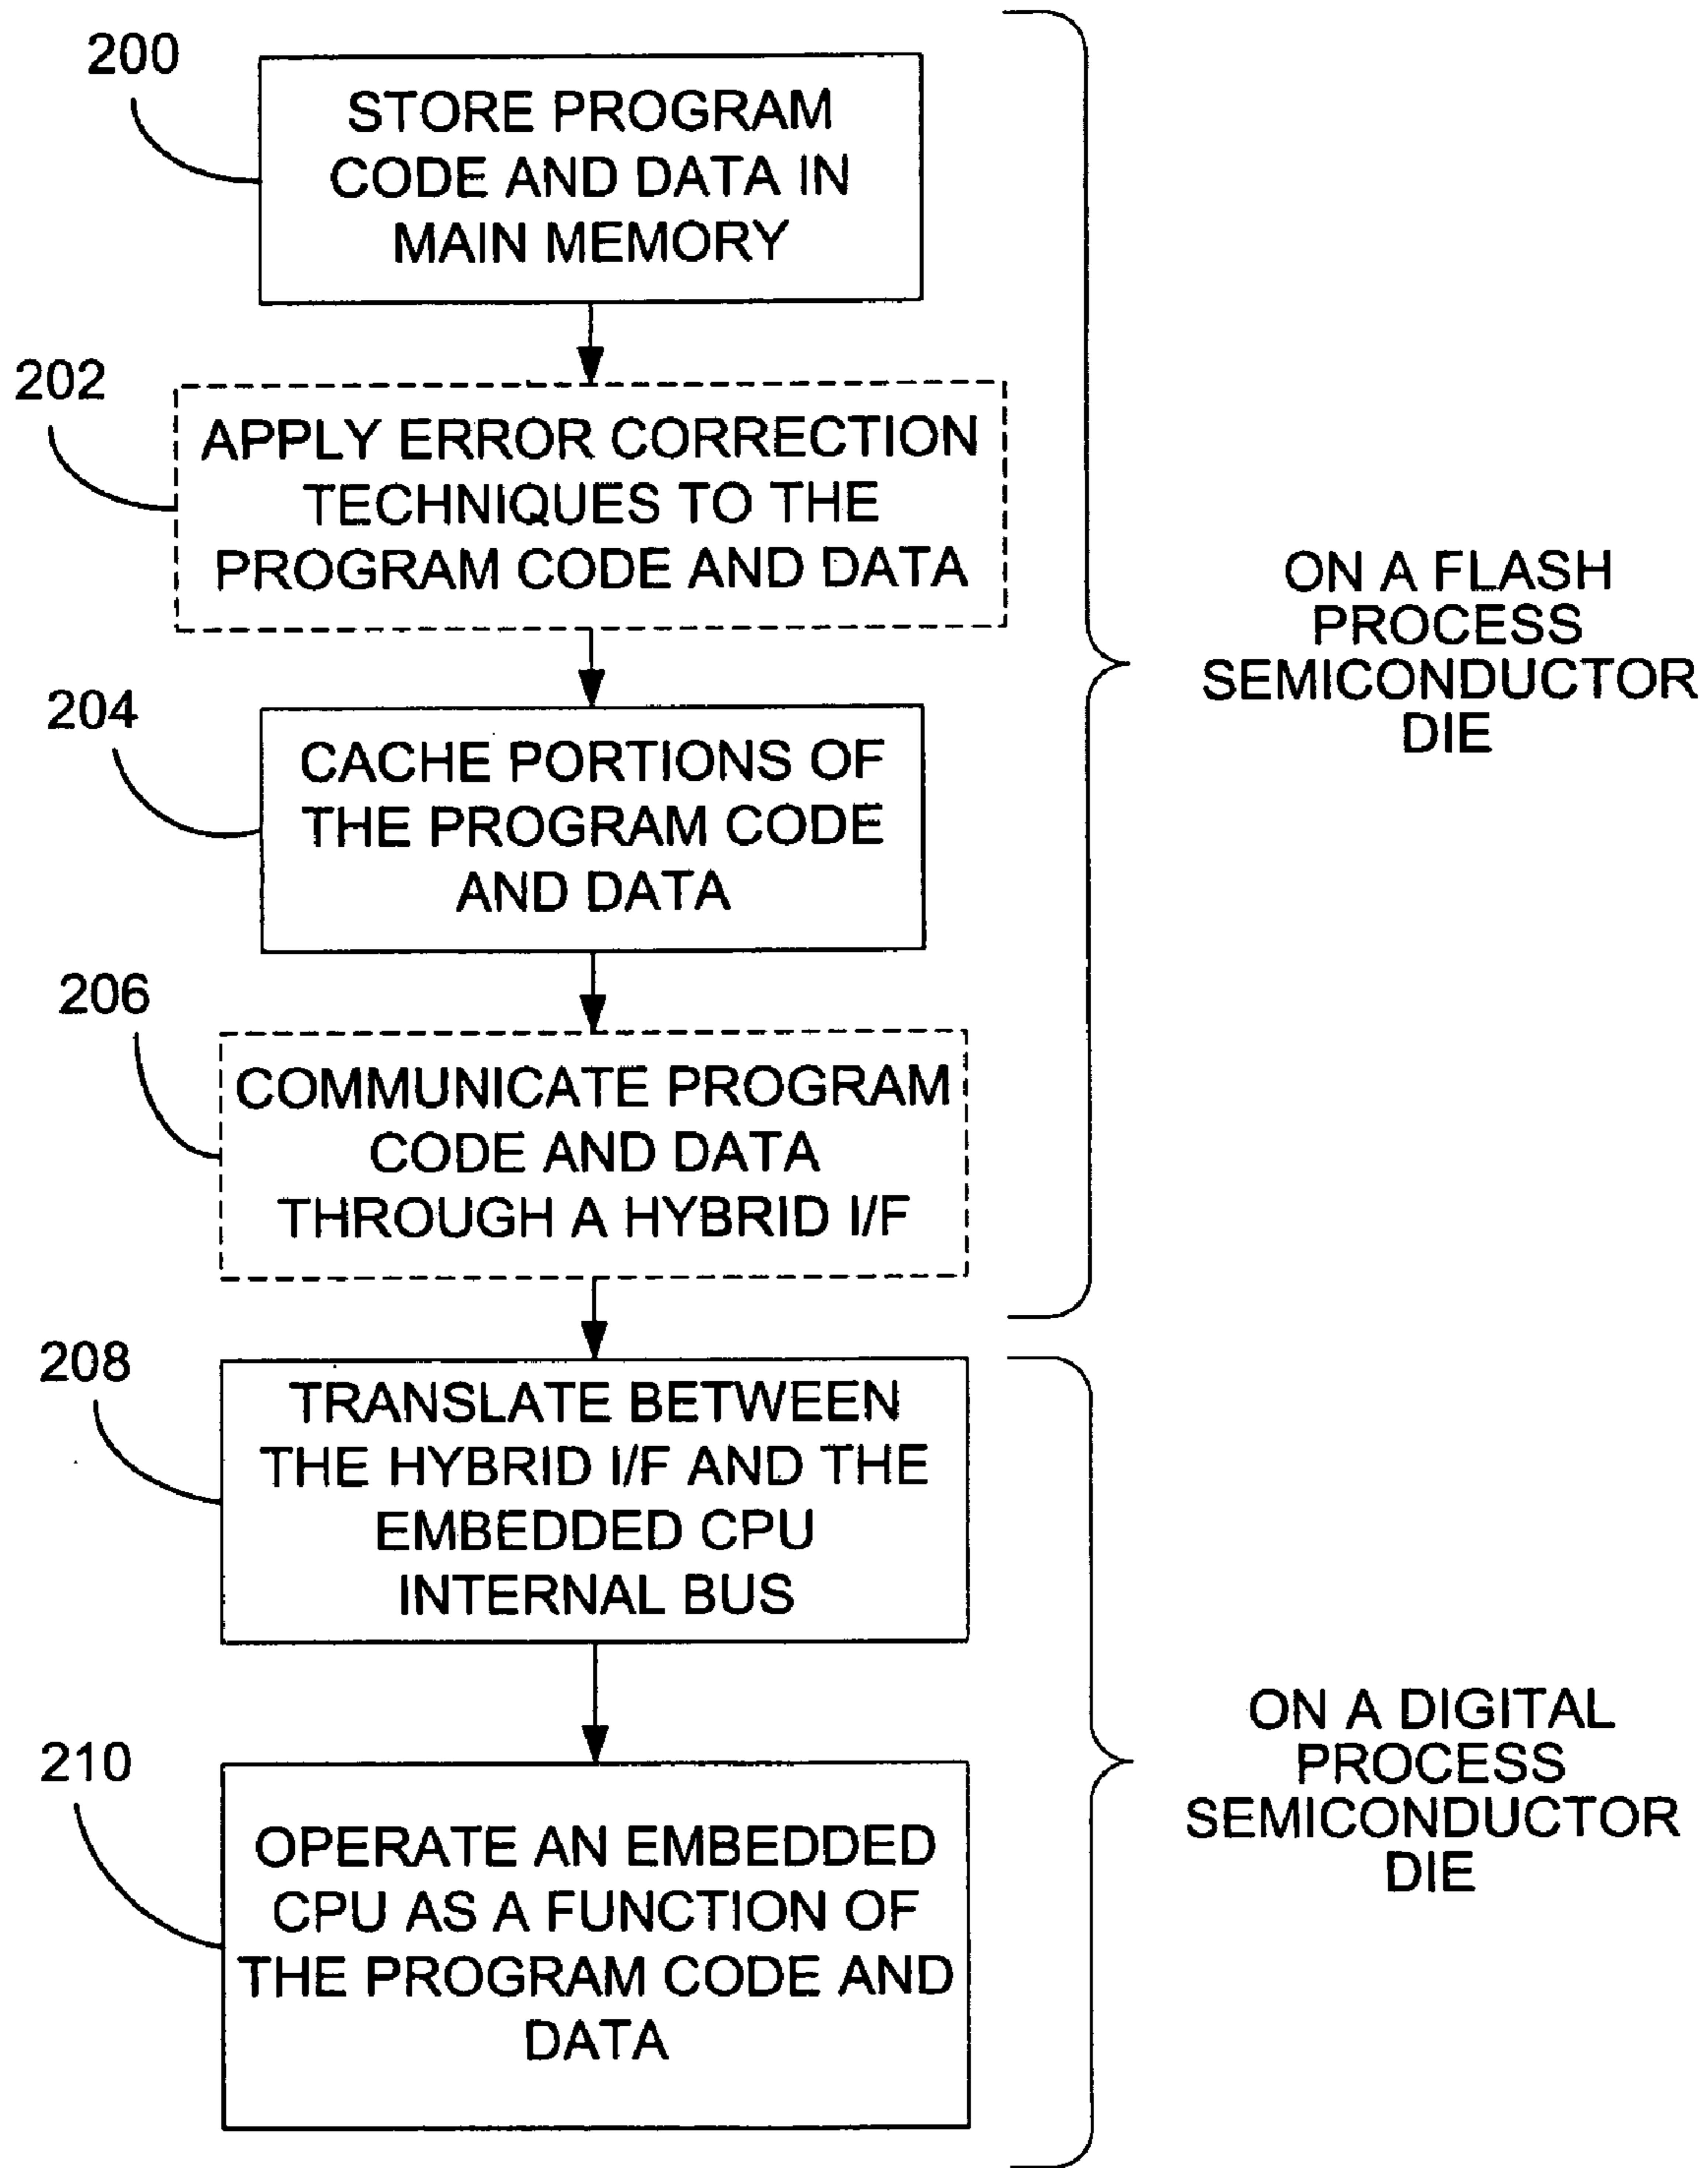 200
STORE PROGRAM
CODE AND DATA IN
MAIN MEMORY
202
APPLY ERROR CORRECTION
TECHNIQUES TO THE
PROGRAM CODE AND DATA
204
CACHE PORTIONS OF
THE PROGRAM CODE
AND DATA
206
COMMUNICATE PROGRAM
CODE AND DATA
THROUGH A HYBRID I/F
ON A FLASH
PROCESS
SEMICONDUCTOR
DIE
208
TRANSLATE BETWEEN
THE HYBRID I/F AND THE
EMBEDDED CPU
INTERNAL BUS
210
OPERATE AN EMBEDDED
CPU AS A FUNCTION OF
THE PROGRAM CODE AND
DATA
ON A DIGITAL
PROCESS
SEMICONDUCTOR
DIE